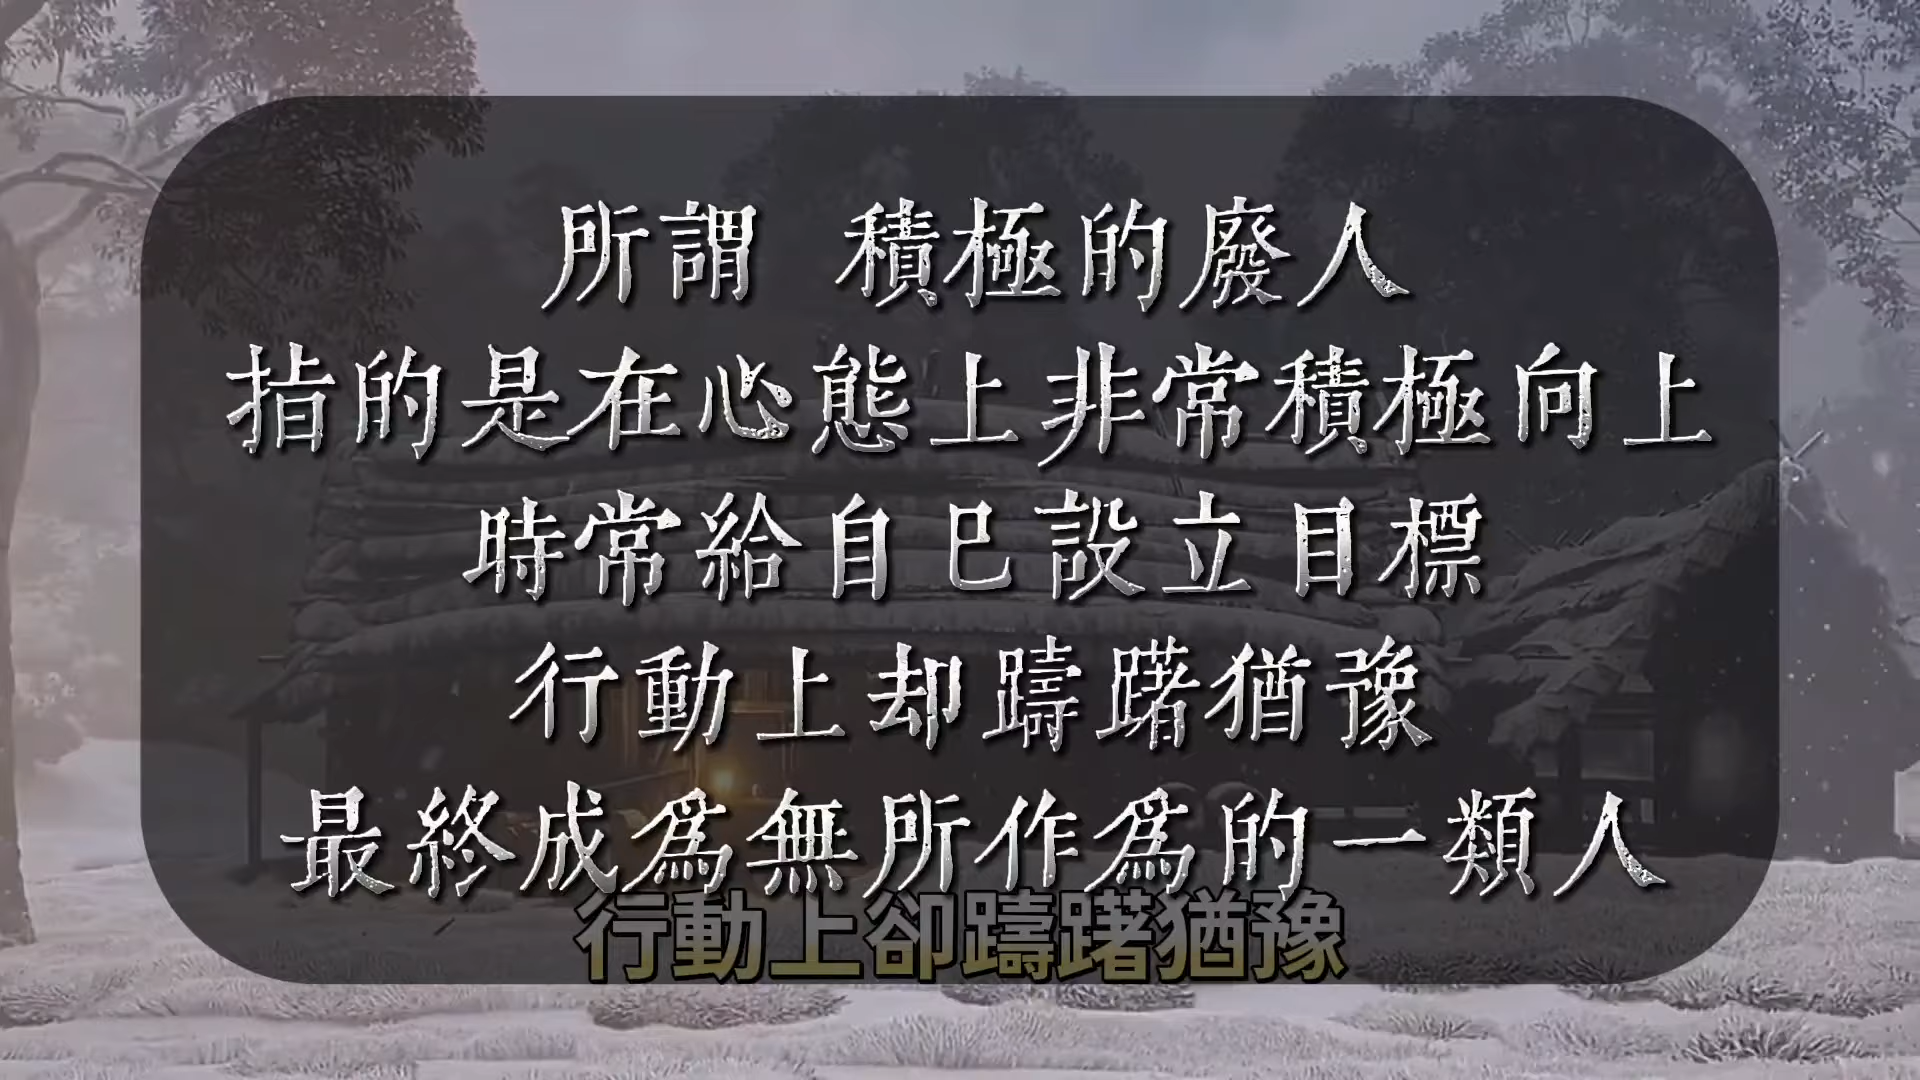 所謂 積極的廢人
指的是在心態上非常積極向上
時常給自已設立目標
行動上却躊躇猶豫
最終成爲無所作爲的一類人
行動上卻躊躇猶豫